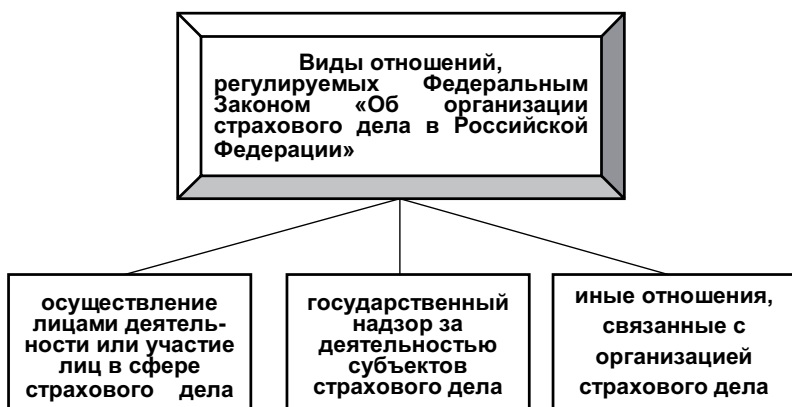 Виды отношений,
регулируемых Федеральным
Законом «Об организации
страхового дела в Российской
Федерации»
осуществление
лицами деятель-
ности или участие
лиц в сфере
страхового дела
государственный
надзор за
деятельностью
субъектов
страхового дела
иные отношения,
связанные с
организацией
страхового дела